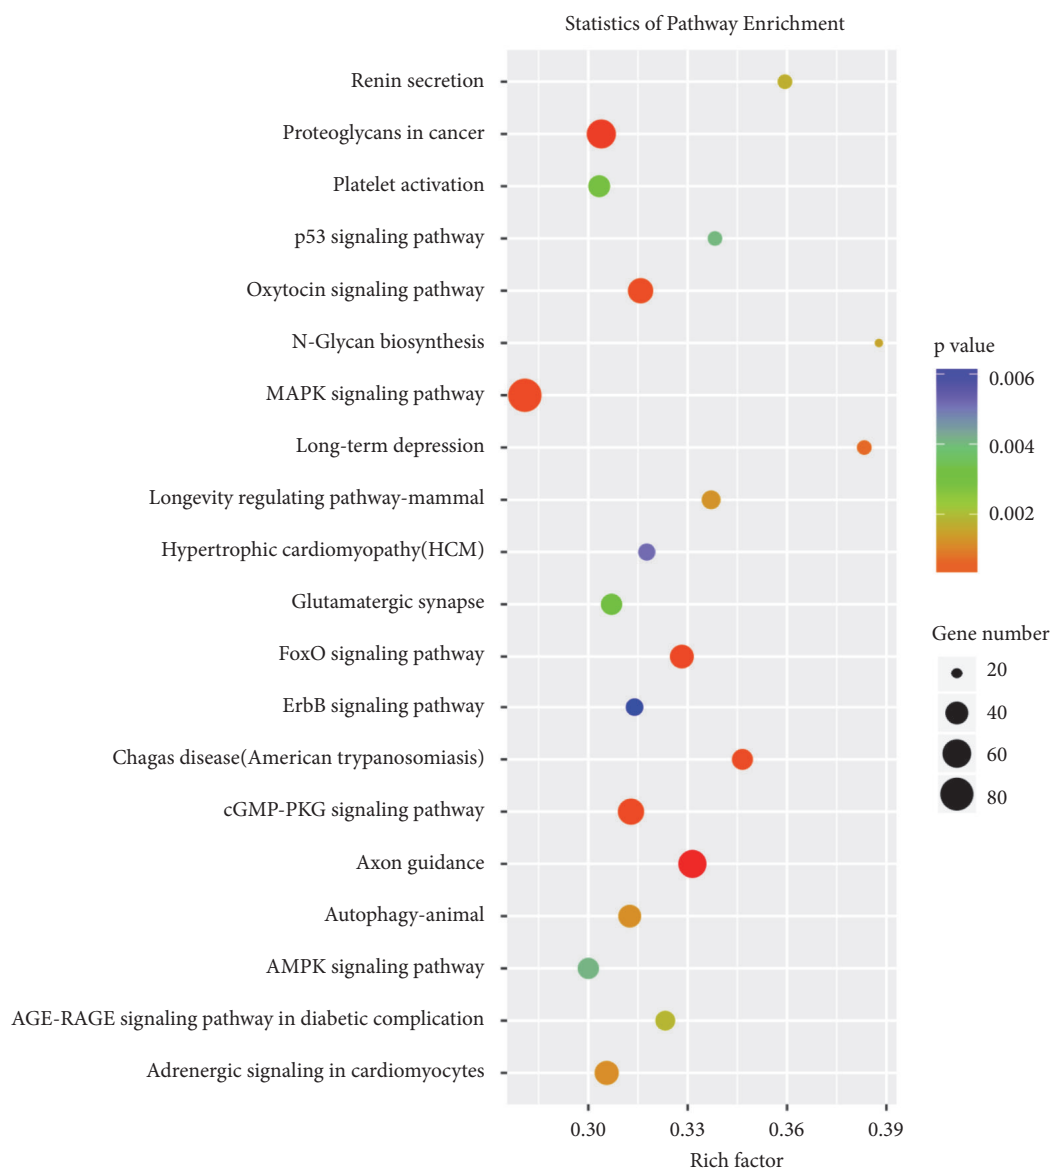 Statistics of Pathway Enrichment
Renin secretion
Proteoglycans in cancer
Platelet activation
p53 signaling pathway
Oxytocin signaling pathway
N-Glycan biosynthesis
MAPK signaling pathway
Long-term depression
Longevity regulating pathway-mammal
Hypertrophic cardiomyopathy(HCM)
Glutamatergic synapse
FoxO signaling pathway
ErbB signaling pathway
Chagas disease(American trypanosomiasis)
cGMP-PKG signaling pathway
Axon guidance
Autophagy-animal
AMPK signaling pathway
AGE-RAGE signaling pathway in diabetic complication
Adrenergic signaling in cardiomyocytes
0.30 0.33 0.36 0.39
Rich factor
p value
0.006
0.004
0.002
Gene number
20
40
60
80